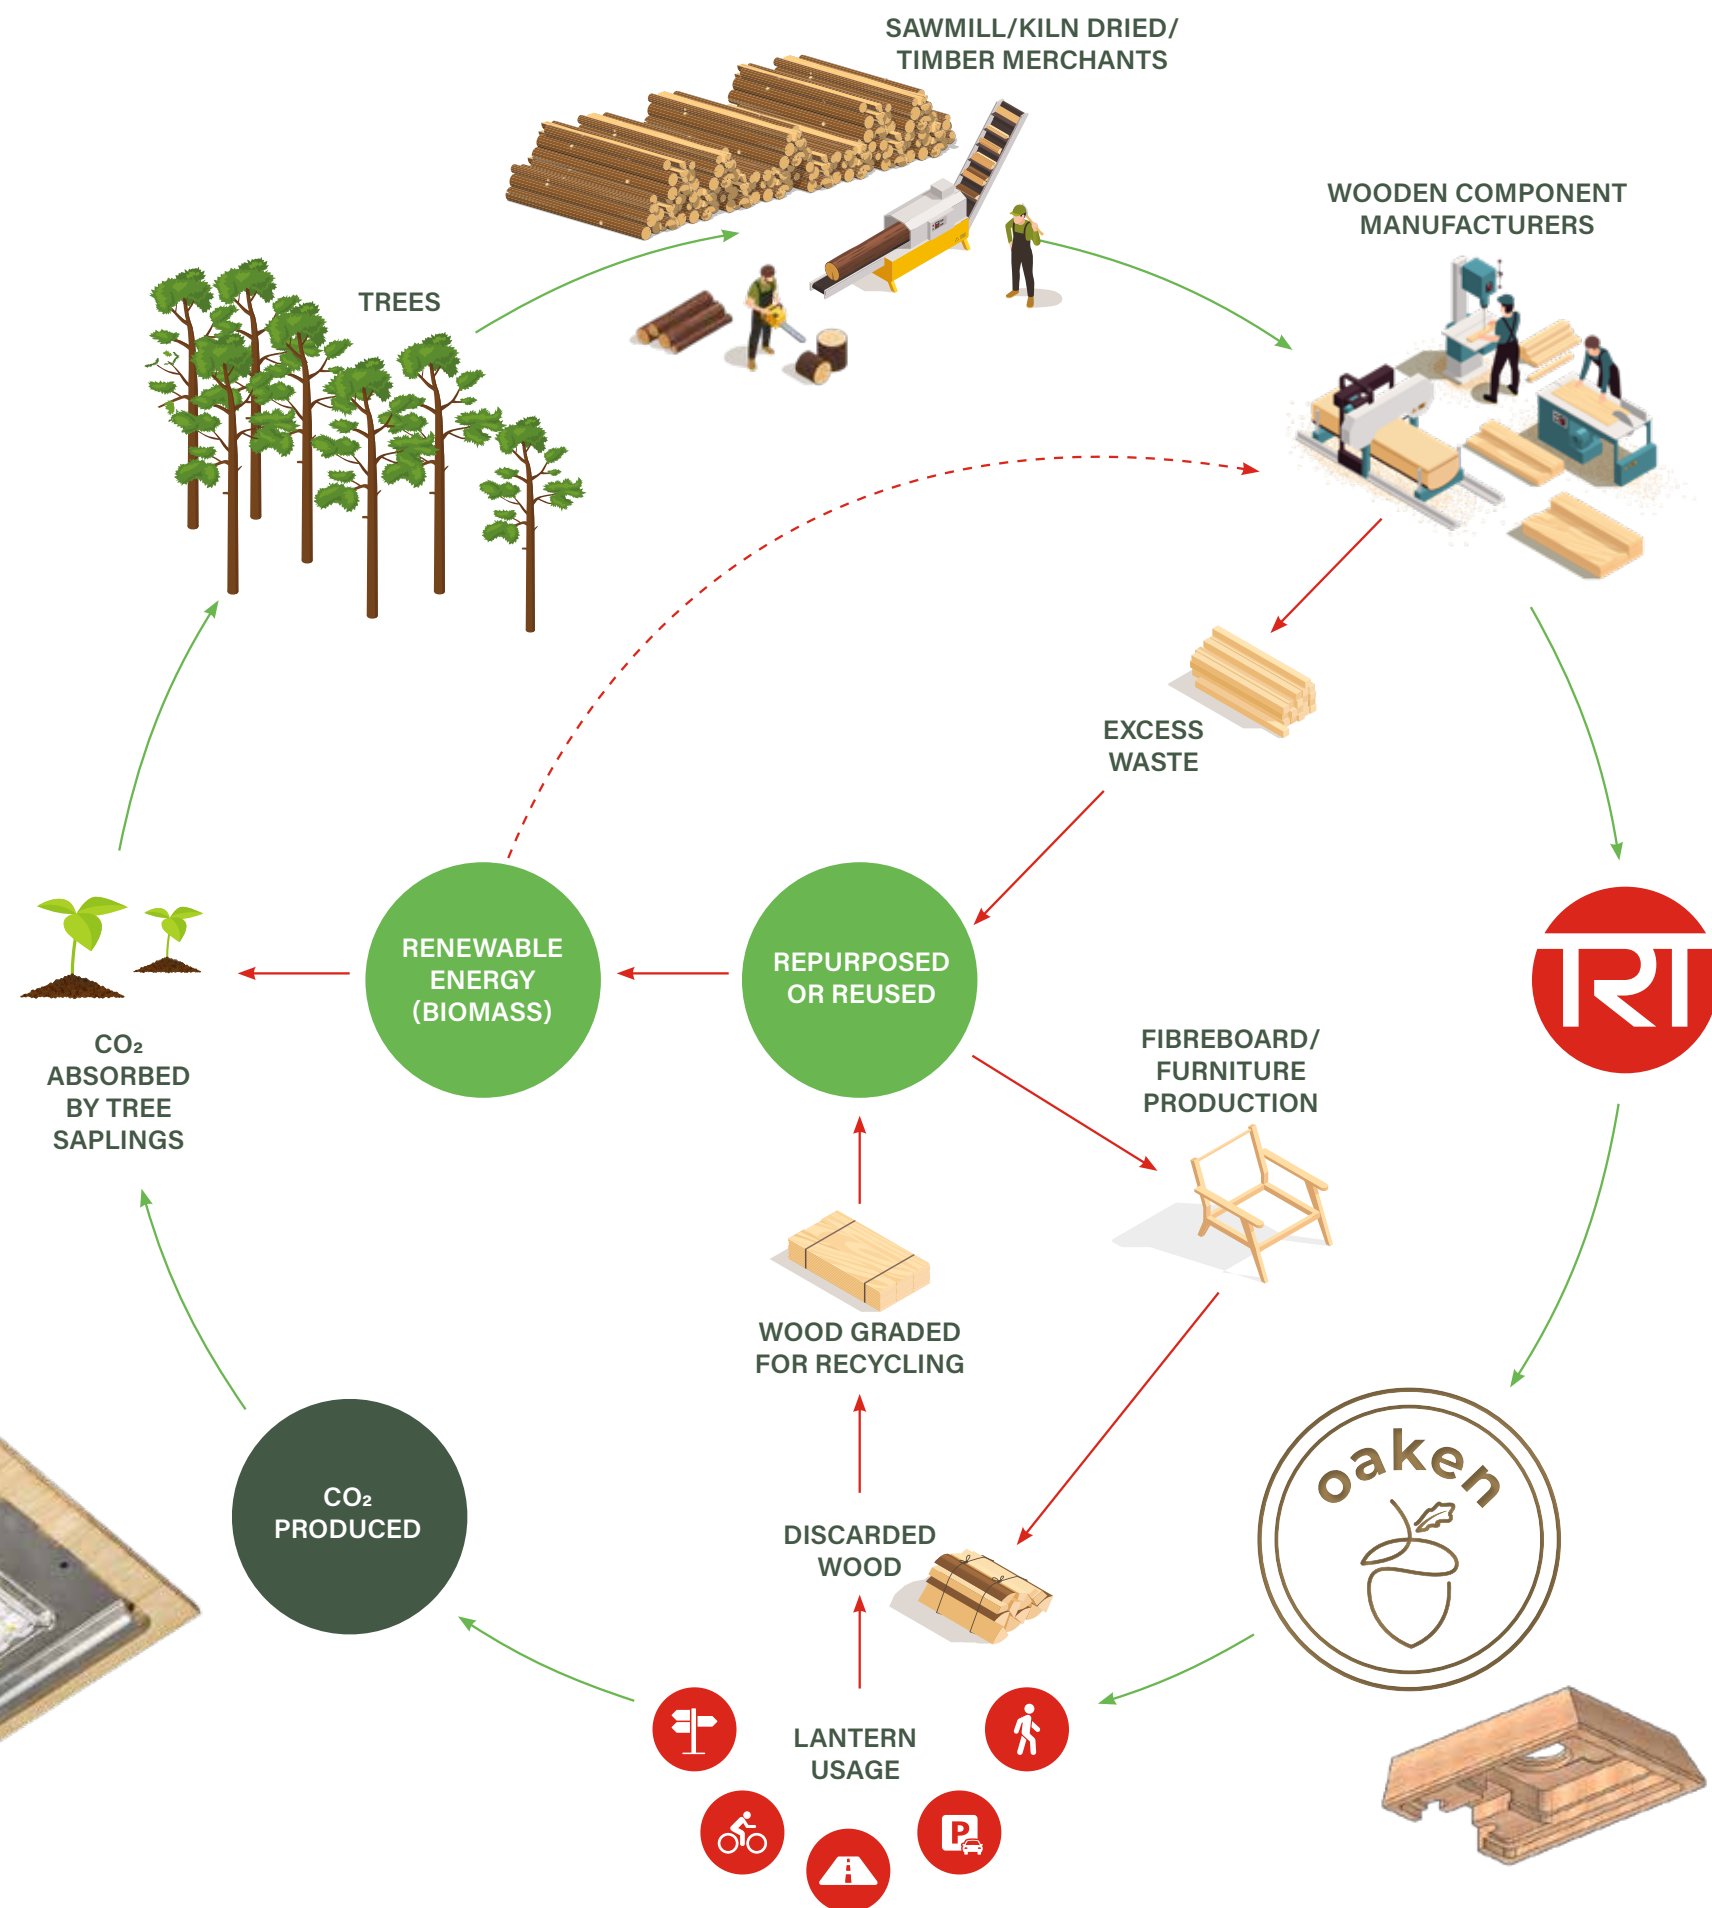 SAWMILL/KILN DRIED/
TIMBER MERCHANTS
WOODEN COMPONENT
MANUFACTURERS
TREES
EXCESS
WASTE
RENEWABLE
ENERGY
(BIOMASS)
REPURPOSED
OR REUSED
TRT
CO₂
ABSORBED
BY TREE
SAPLINGS
FIBREBOARD/
FURNITURE
PRODUCTION
WOOD GRADED
FOR RECYCLING
CO₂
PRODUCED
DISCARDED
WOOD
oaken
LANTERN
USAGE
P